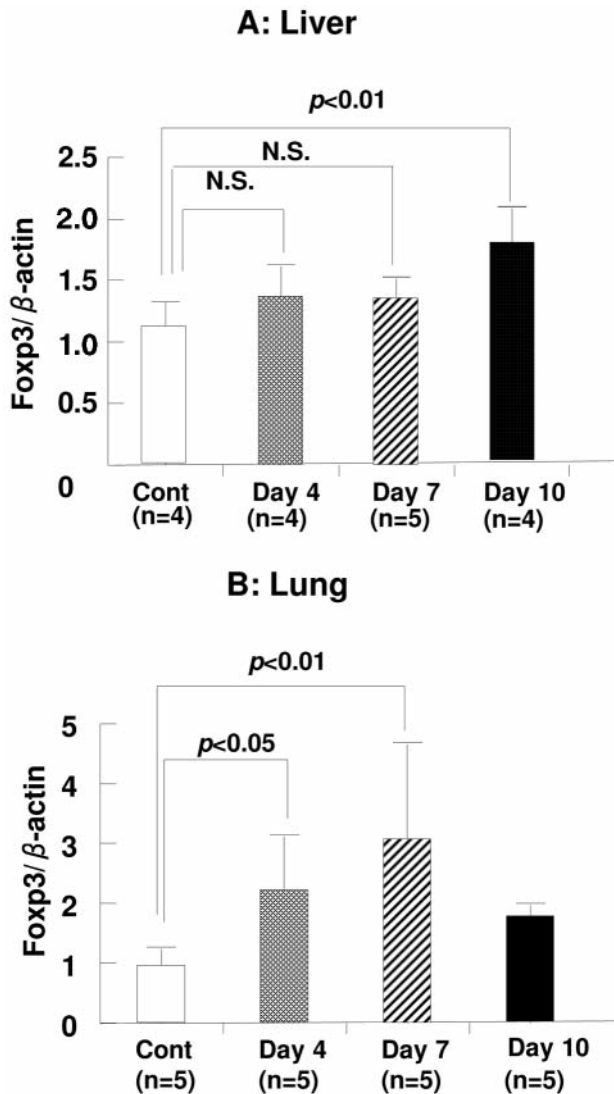 A: Liver
p<0.01
N.S.
N.S.
Foxp3/β-actin
2.5
2.0
1.5
1.0
0.5
0
Cont Day 4 Day 7 Day 10
(n=4) (n=4) (n=5) (n=4)
B: Lung
p<0.01
p<0.05
Foxp3/β-actin
5
4
3
2
1
0
Cont Day 4 Day 7 Day 10
(n=5) (n=5) (n=5) (n=5)